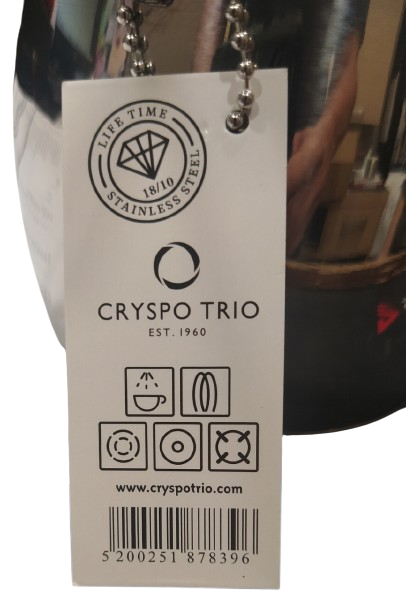 LIFE TIME
18/10
STAINLESS STEEL
CRYSPO TRIO
EST. 1960
www.cryspotrio.com
5 200251 878396